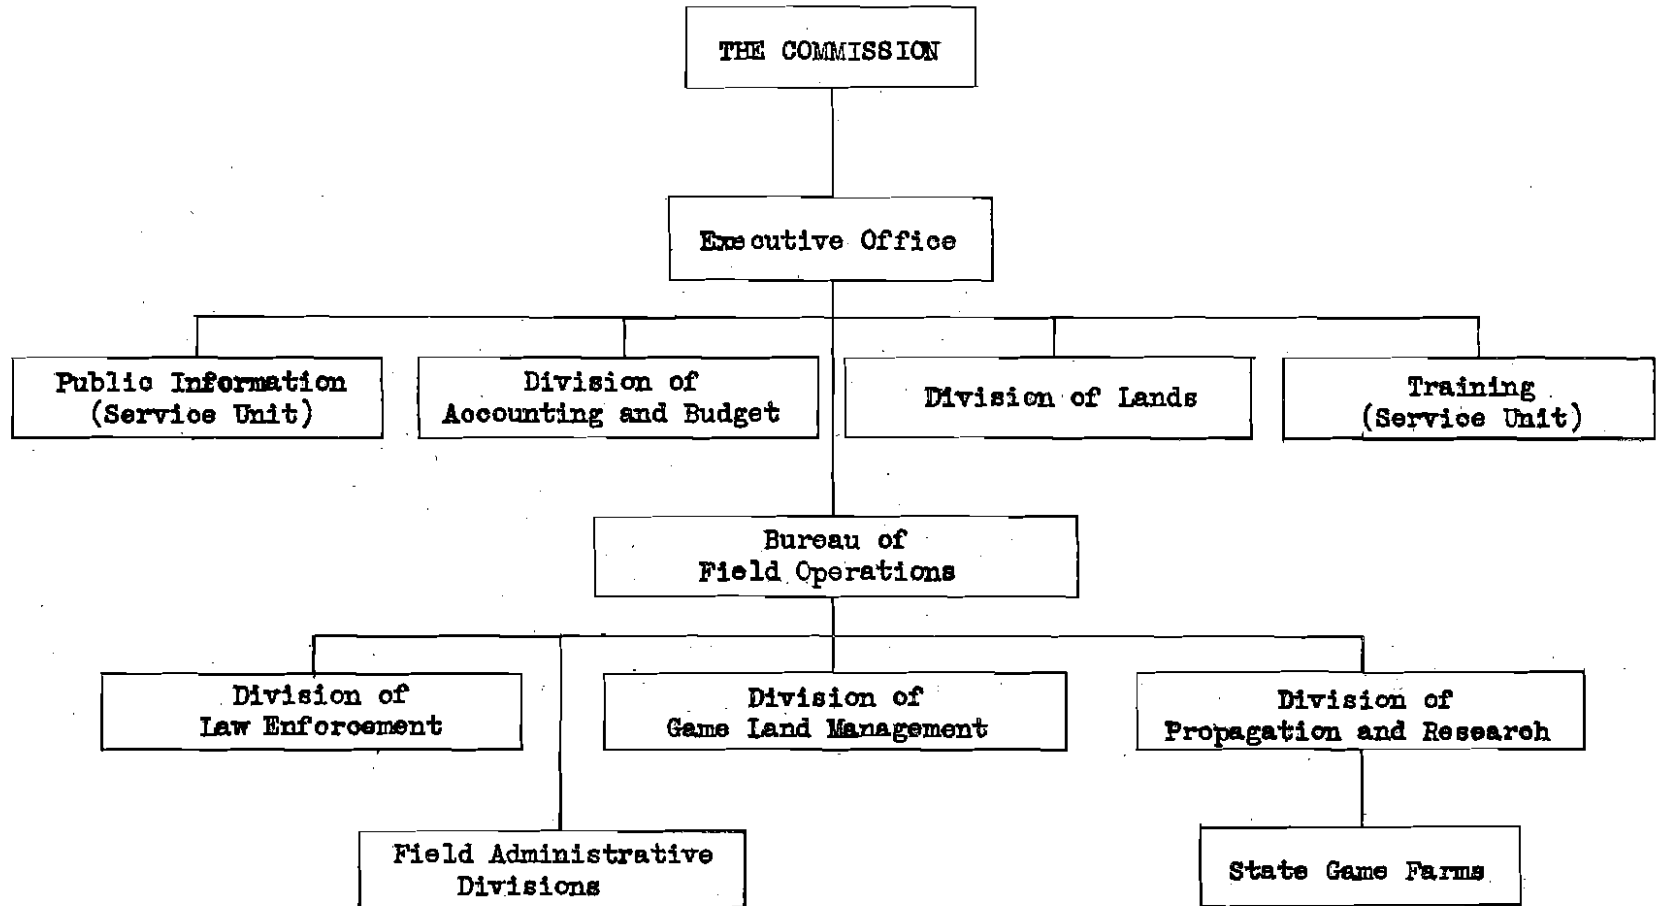 THE COMMISSION
Executive Office
Public Information
(Service Unit)
Division of
Accounting and Budget
Division of Lands
Training
(Service Unit)
Bureau of
Field Operations
Division of
Law Enforcement
Division of
Game Land Management
Division of
Propagation and Research
Field Administrative
Divisions
State Game Farms